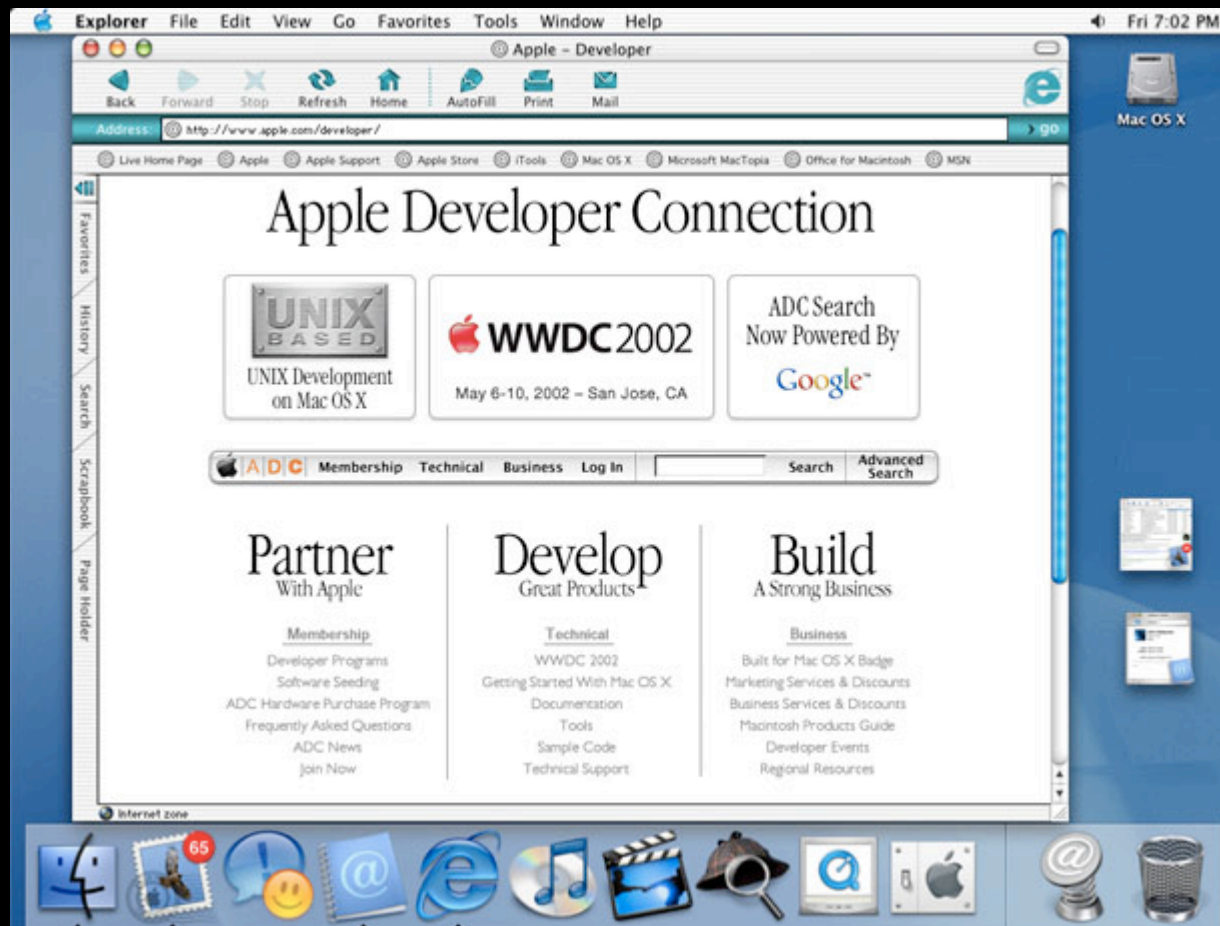 Explorer File Edit View Go Favorites Tools Window Help Fri 7:02 PM
@ Apple – Developer
Back Forward Stop Refresh Home AutoFill Print Mail
Address: @ http://www.apple.com/developer/ go
@ Live Home Page @ Apple @ Apple Support @ Apple Store @ iTools @ Mac OS X @ Microsoft MacTopia @ Office for Macintosh @ MSN
Mac OS X
Favorites
History
Search
Scrapbook
Page Holder
Apple Developer Connection
UNIX
BASED
UNIX Development
on Mac OS X
WWDC2002
May 6-10, 2002 – San Jose, CA
ADC Search
Now Powered By
Google™
ADC Membership Technical Business Log In Search Advanced
Search
Partner
With Apple
Membership
Developer Programs
Software Seeding
ADC Hardware Purchase Program
Frequently Asked Questions
ADC News
Join Now
Develop
Great Products
Technical
WWDC 2002
Getting Started With Mac OS X
Documentation
Tools
Sample Code
Technical Support
Build
A Strong Business
Business
Built for Mac OS X Badge
Marketing Services & Discounts
Business Services & Discounts
Macintosh Products Guide
Developer Events
Regional Resources
Internet zone
65